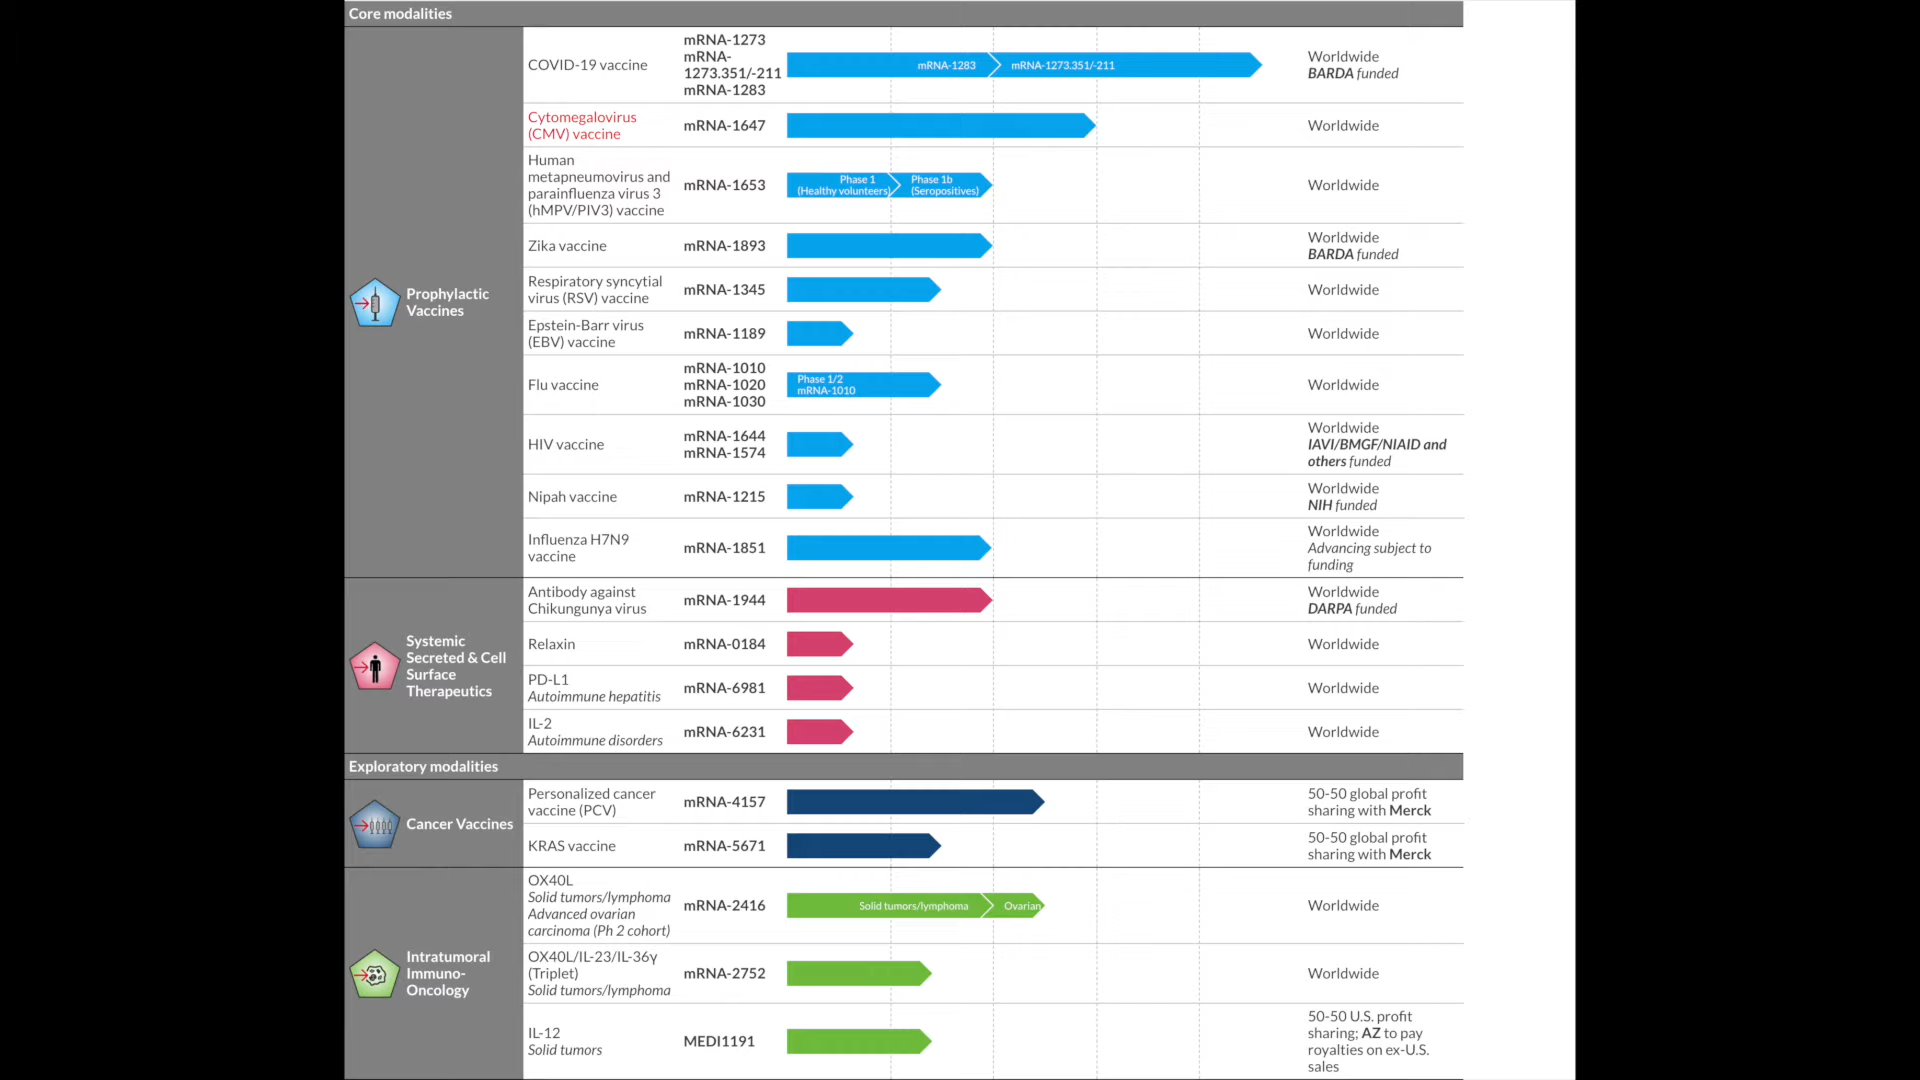 Core modalities
Prophylactic
Vaccines
COVID-19 vaccine
mRNA-1273
mRNA-
1273.351/-211
mRNA-1283
mRNA-1283
mRNA-1273.351/-211
Worldwide
BARDA funded
Cytomegalovirus
(CMV) vaccine
mRNA-1647
Worldwide
Human
metapneumovirus and
parainfluenza virus 3
(hMPV/PIV3) vaccine
mRNA-1653
Phase 1
(Healthy volunteers)
Phase 1b
(Seropositives)
Worldwide
Zika vaccine
mRNA-1893
Worldwide
BARDA funded
Respiratory syncytial
virus (RSV) vaccine
mRNA-1345
Worldwide
Epstein-Barr virus
(EBV) vaccine
mRNA-1189
Worldwide
Flu vaccine
mRNA-1010
mRNA-1020
mRNA-1030
Phase 1/2
mRNA-1010
Worldwide
HIV vaccine
mRNA-1644
mRNA-1574
Worldwide
IAVI/BMGF/NIAID and
others funded
Nipah vaccine
mRNA-1215
Worldwide
NIH funded
Influenza H7N9
vaccine
mRNA-1851
Worldwide
Advancing subject to
funding
Systemic
Secreted & Cell
Surface
Therapeutics
Antibody against
Chikungunya virus
mRNA-1944
Worldwide
DARPA funded
Relaxin
mRNA-0184
Worldwide
PD-L1
Autoimmune hepatitis
mRNA-6981
Worldwide
IL-2
Autoimmune disorders
mRNA-6231
Worldwide
Exploratory modalities
Cancer Vaccines
Personalized cancer
vaccine (PCV)
mRNA-4157
50-50 global profit
sharing with Merck
KRAS vaccine
mRNA-5671
50-50 global profit
sharing with Merck
Intratumoral
Immuno-
Oncology
OX40L
Solid tumors/lymphoma
Advanced ovarian
carcinoma (Ph 2 cohort)
mRNA-2416
Solid tumors/lymphoma
Ovarian
Worldwide
OX40L/IL-23/IL-36γ
(Triplet)
Solid tumors/lymphoma
mRNA-2752
Worldwide
IL-12
Solid tumors
MEDI1191
50-50 U.S. profit
sharing; AZ to pay
royalties on ex-U.S.
sales